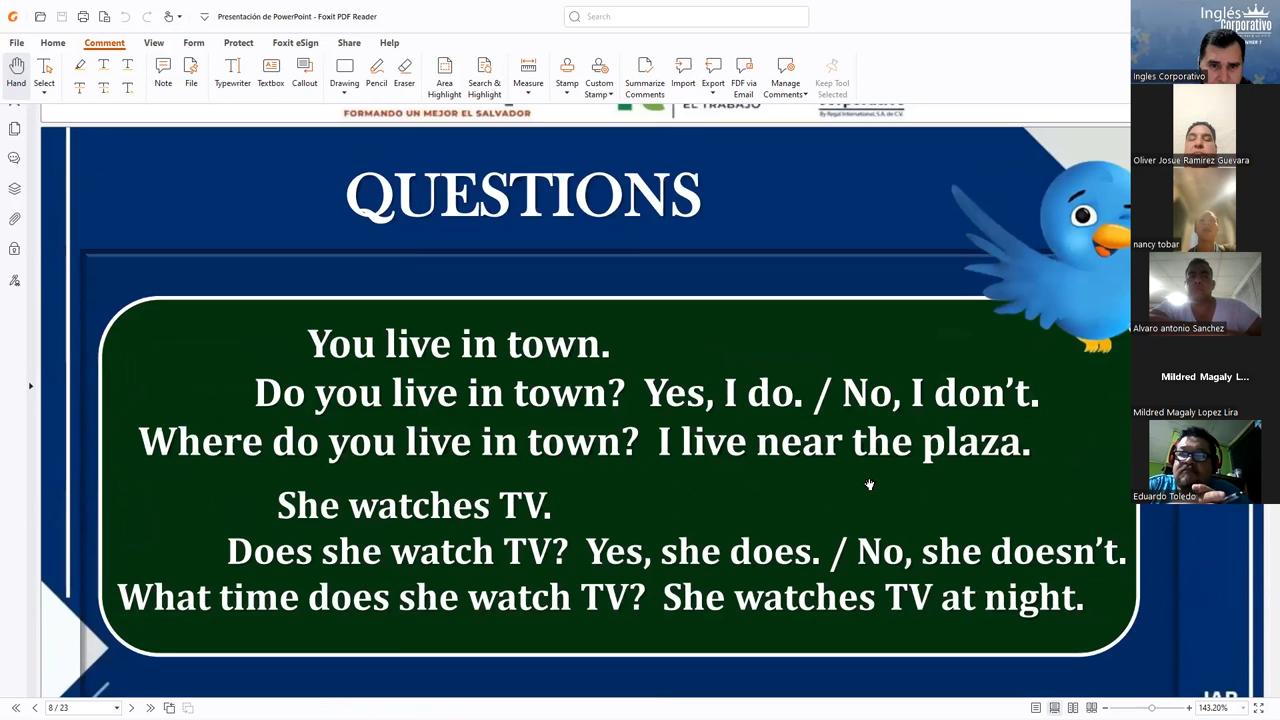 Presentación de PowerPoint - Foxit PDF Reader
Search
File Home Comment View Form Protect Foxit eSign Share Help
Hand Select Note File Typewriter Textbox Callout Drawing Pencil Eraser Area Highlight Search & Highlight Measure Stamp Custom Stamp Summarize Comments Import Export FDF via Email Manage Comments Keep Tool Selected
FORMANDO UN MEJOR EL SALVADOR
EL TRABAJO
Corporativo
By Regal International, S.A. de C.V.
QUESTIONS
You live in town.
Do you live in town? Yes, I do. / No, I don’t.
Where do you live in town? I live near the plaza.
She watches TV.
Does she watch TV? Yes, she does. / No, she doesn’t.
What time does she watch TV? She watches TV at night.
Inglés
Corporativo
Ingles Corporativo
Oliver Josue Ramirez Guevara
nancy tobar
Alvaro antonio Sanchez
Mildred Magaly L...
Mildred Magaly Lopez Lira
Eduardo Toledo
8 / 23
143.20%